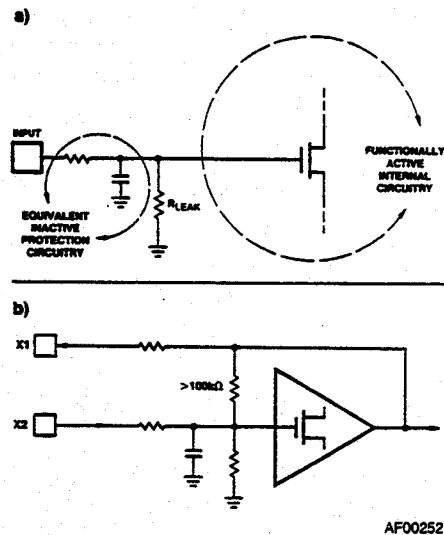 a)
INPUT
RLEAK
EQUIVALENT
INACTIVE
PROTECTION
CIRCUITRY
FUNCTIONALLY
ACTIVE
INTERNAL
CIRCUITRY
b)
X1
>100kΩ
X2
AF00252